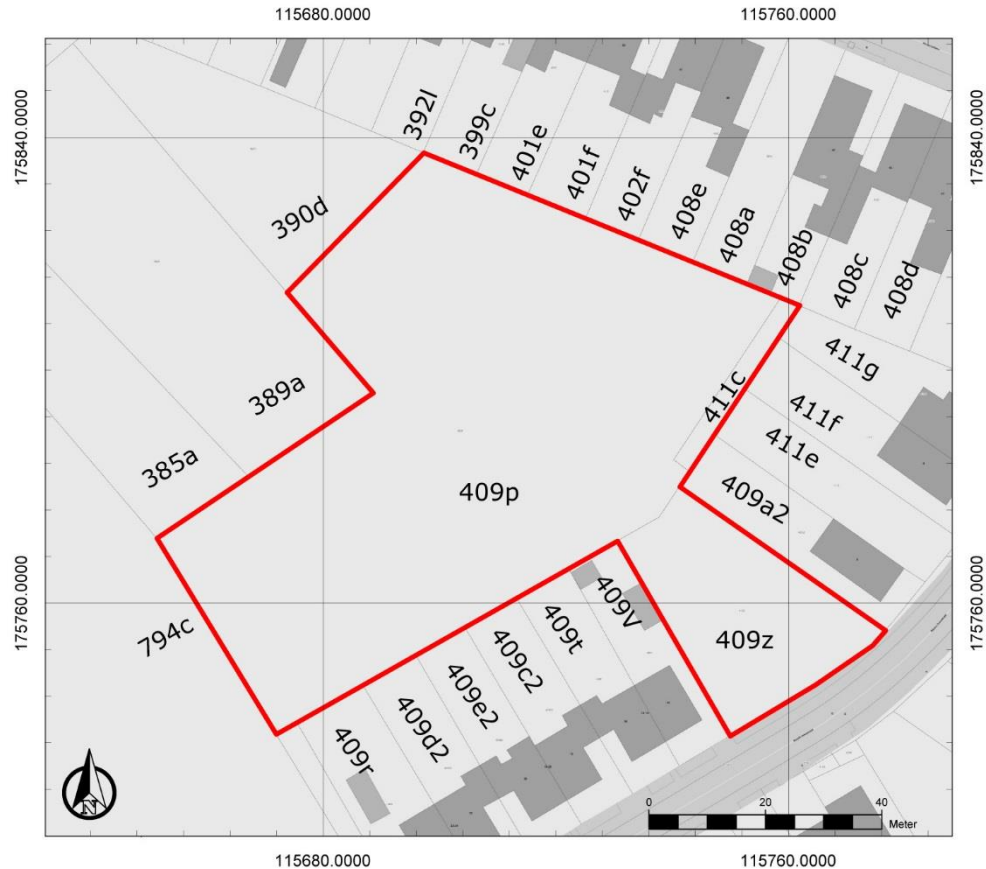 115680.0000
115760.0000
175840.0000
175840.0000
392l
399c
401e
401f
402f
408e
408a
408b
408c
408d
390d
411g
411c
411f
411e
389a
385a
409p
409a2
175760.0000
175760.0000
794c
409V
409t
409z
409c2
409e2
409d2
409r
N
0
20
40
Meter
115680.0000
115760.0000